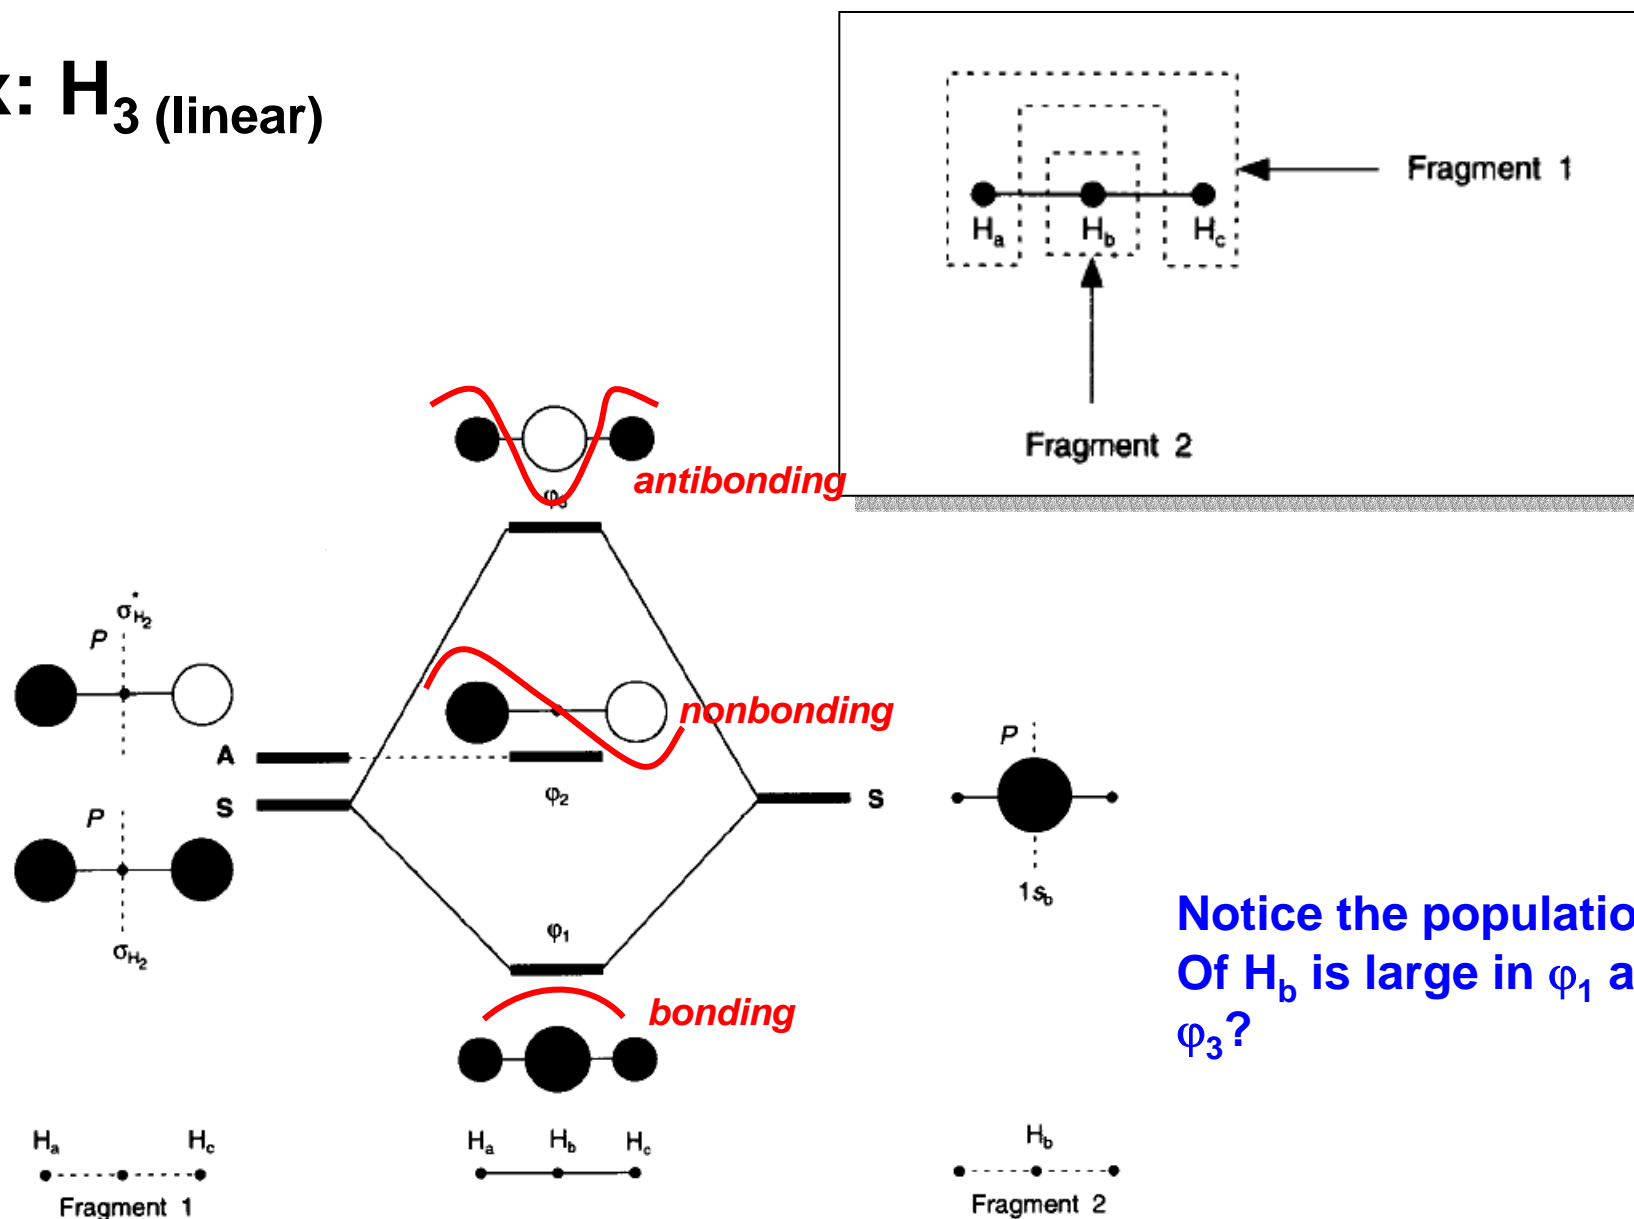 x: H3 (linear)
Fragment 1
Ha Hb Hc
Fragment 2
antibonding
φ3
σ*H2
P
nonbonding
A
φ2
S
P
σH2
P
S
1sb
φ1
bonding
Notice the populatio
Of Hb is large in φ1 a
φ3?
Ha Hc
Fragment 1
Ha Hb Hc
Hb
Fragment 2